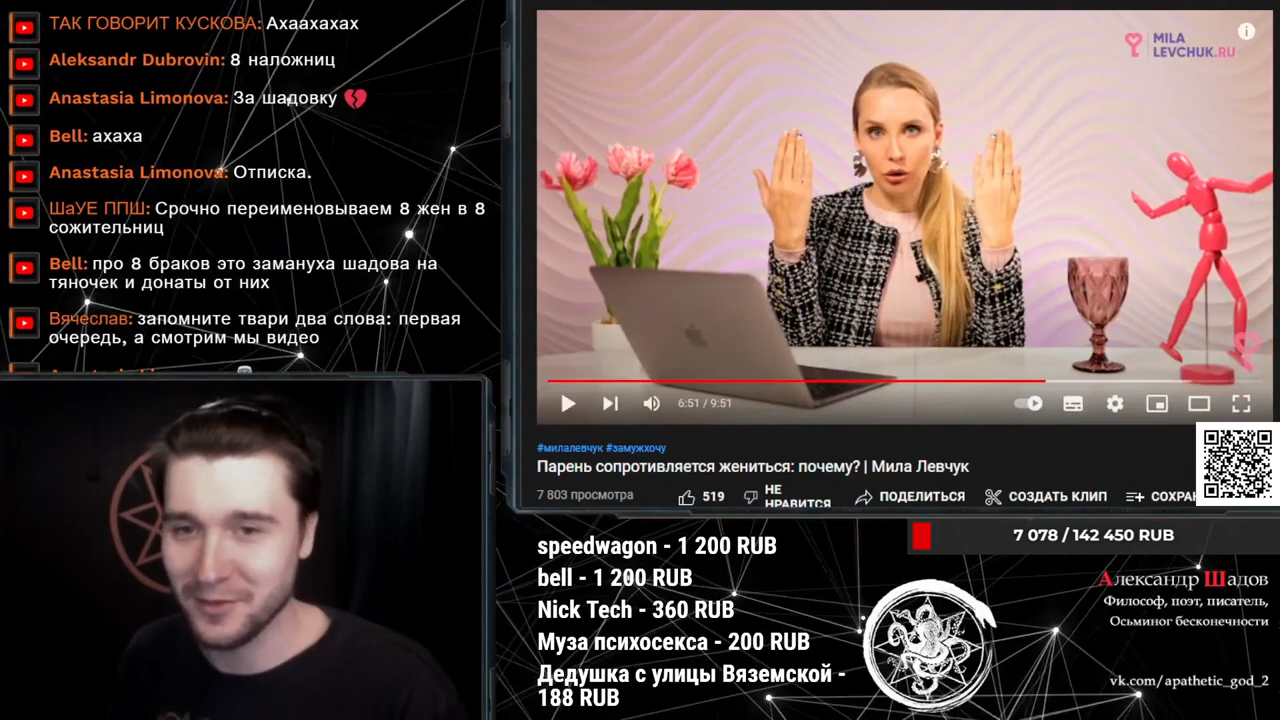 ТАК ГОВОРИТ КУСКОВА: Ахаахахах
Aleksandr Dubrovin: 8 наложниц
Anastasia Limonova: За шадовку
Bell: ахаха
Anastasia Limonova: Отписка.
ШаУЕ ППШ: Срочно переименовываем 8 жен в 8
сожительниц
Bell: про 8 браков это замануха шадова на
тяночек и донаты от них
Вячеслав: запомните твари два слова: первая
очередь, а смотрим мы видео
MILA
LEVCHUK.RU
6:51 / 9:51
#милалевчук #замужхочу
Парень сопротивляется жениться: почему? | Мила Левчук
7 803 просмотра
519
НЕ
НРАВИТСЯ
ПОДЕЛИТЬСЯ
СОЗДАТЬ КЛИП
7 078 / 142 450 RUB
speedwagon - 1 200 RUB
bell - 1 200 RUB
Nick Tech - 360 RUB
Муза психосекса - 200 RUB
Дедушка с улицы Вяземской -
188 RUB
Александр Шадов
Философ, поэт, писатель,
Осьминог бесконечности
vk.com/apathetic_god_2